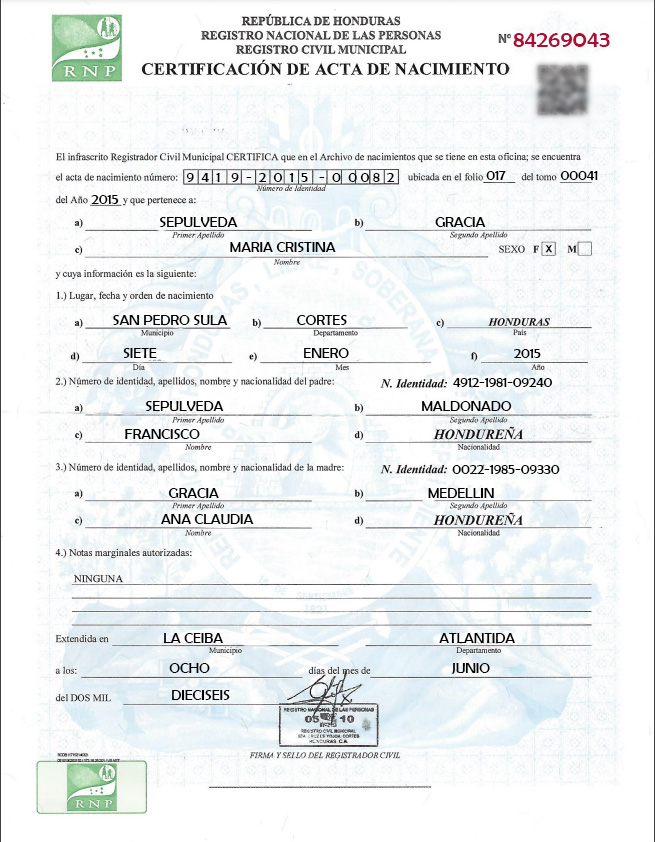 REPÚBLICA DE HONDURAS
REGISTRO NACIONAL DE LAS PERSONAS
REGISTRO CIVIL MUNICIPAL
CERTIFICACIÓN DE ACTA DE NACIMIENTO
N° 84269043
RNP
El infrascrito Registrador Civil Municipal CERTIFICA que en el Archivo de nacimientos que se tiene en esta oficina; se encuentra
el acta de nacimiento número: 9419-2015-00082 ubicada en el folio 017 del tomo 00041
Número de Identidad
del Año 2015 y que pertenece a:
a) SEPULVEDA b) GRACIA
Primer Apellido Segundo Apellido
c) MARIA CRISTINA SEXO F X M
Nombre
y cuya información es la siguiente:
1.) Lugar, fecha y orden de nacimiento
a) SAN PEDRO SULA b) CORTES c) HONDURAS
Municipio Departamento País
d) SIETE e) ENERO f) 2015
Día Mes Año
2.) Número de identidad, apellidos, nombre y nacionalidad del padre: N. Identidad: 4912-1981-09240
a) SEPULVEDA b) MALDONADO
Primer Apellido Segundo Apellido
c) FRANCISCO d) HONDUREÑA
Nombre Nacionalidad
3.) Número de identidad, apellidos, nombre y nacionalidad de la madre: N. Identidad: 0022-1985-09330
a) GRACIA b) MEDELLIN
Primer Apellido Segundo Apellido
c) ANA CLAUDIA d) HONDUREÑA
Nombre Nacionalidad
4.) Notas marginales autorizadas:
NINGUNA
Extendida en LA CEIBA ATLANTIDA
Municipio Departamento
a los: OCHO días del mes de JUNIO
del DOS MIL DIECISEIS
REGISTRO NACIONAL DE LAS PERSONAS
05 10
REGISTRO CIVIL MUNICIPAL
HONDURAS, C.A.
FIRMA Y SELLO DEL REGISTRADOR CIVIL
RNP